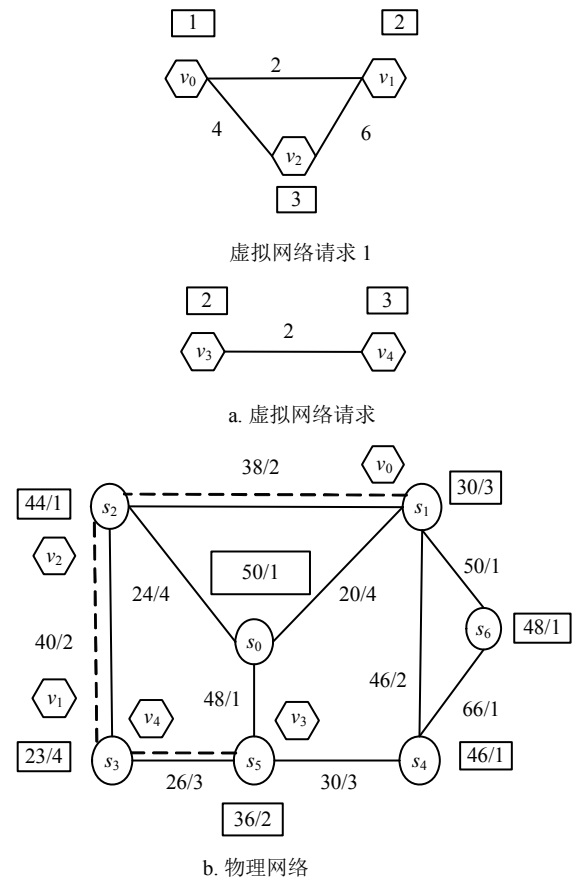 1 2
v0 2 v1
4 6
v2
3
虚拟网络请求 1
2 3
v3 2 v4
a. 虚拟网络请求
38/2 v0
44/1 s2 s1 30/3
v2 50/1 50/1
24/4 20/4
40/2 s0 s6 48/1
v1 v4 48/1 v3 46/2 66/1
23/4 s3 s5 s4 46/1
26/3 30/3
36/2
b. 物理网络